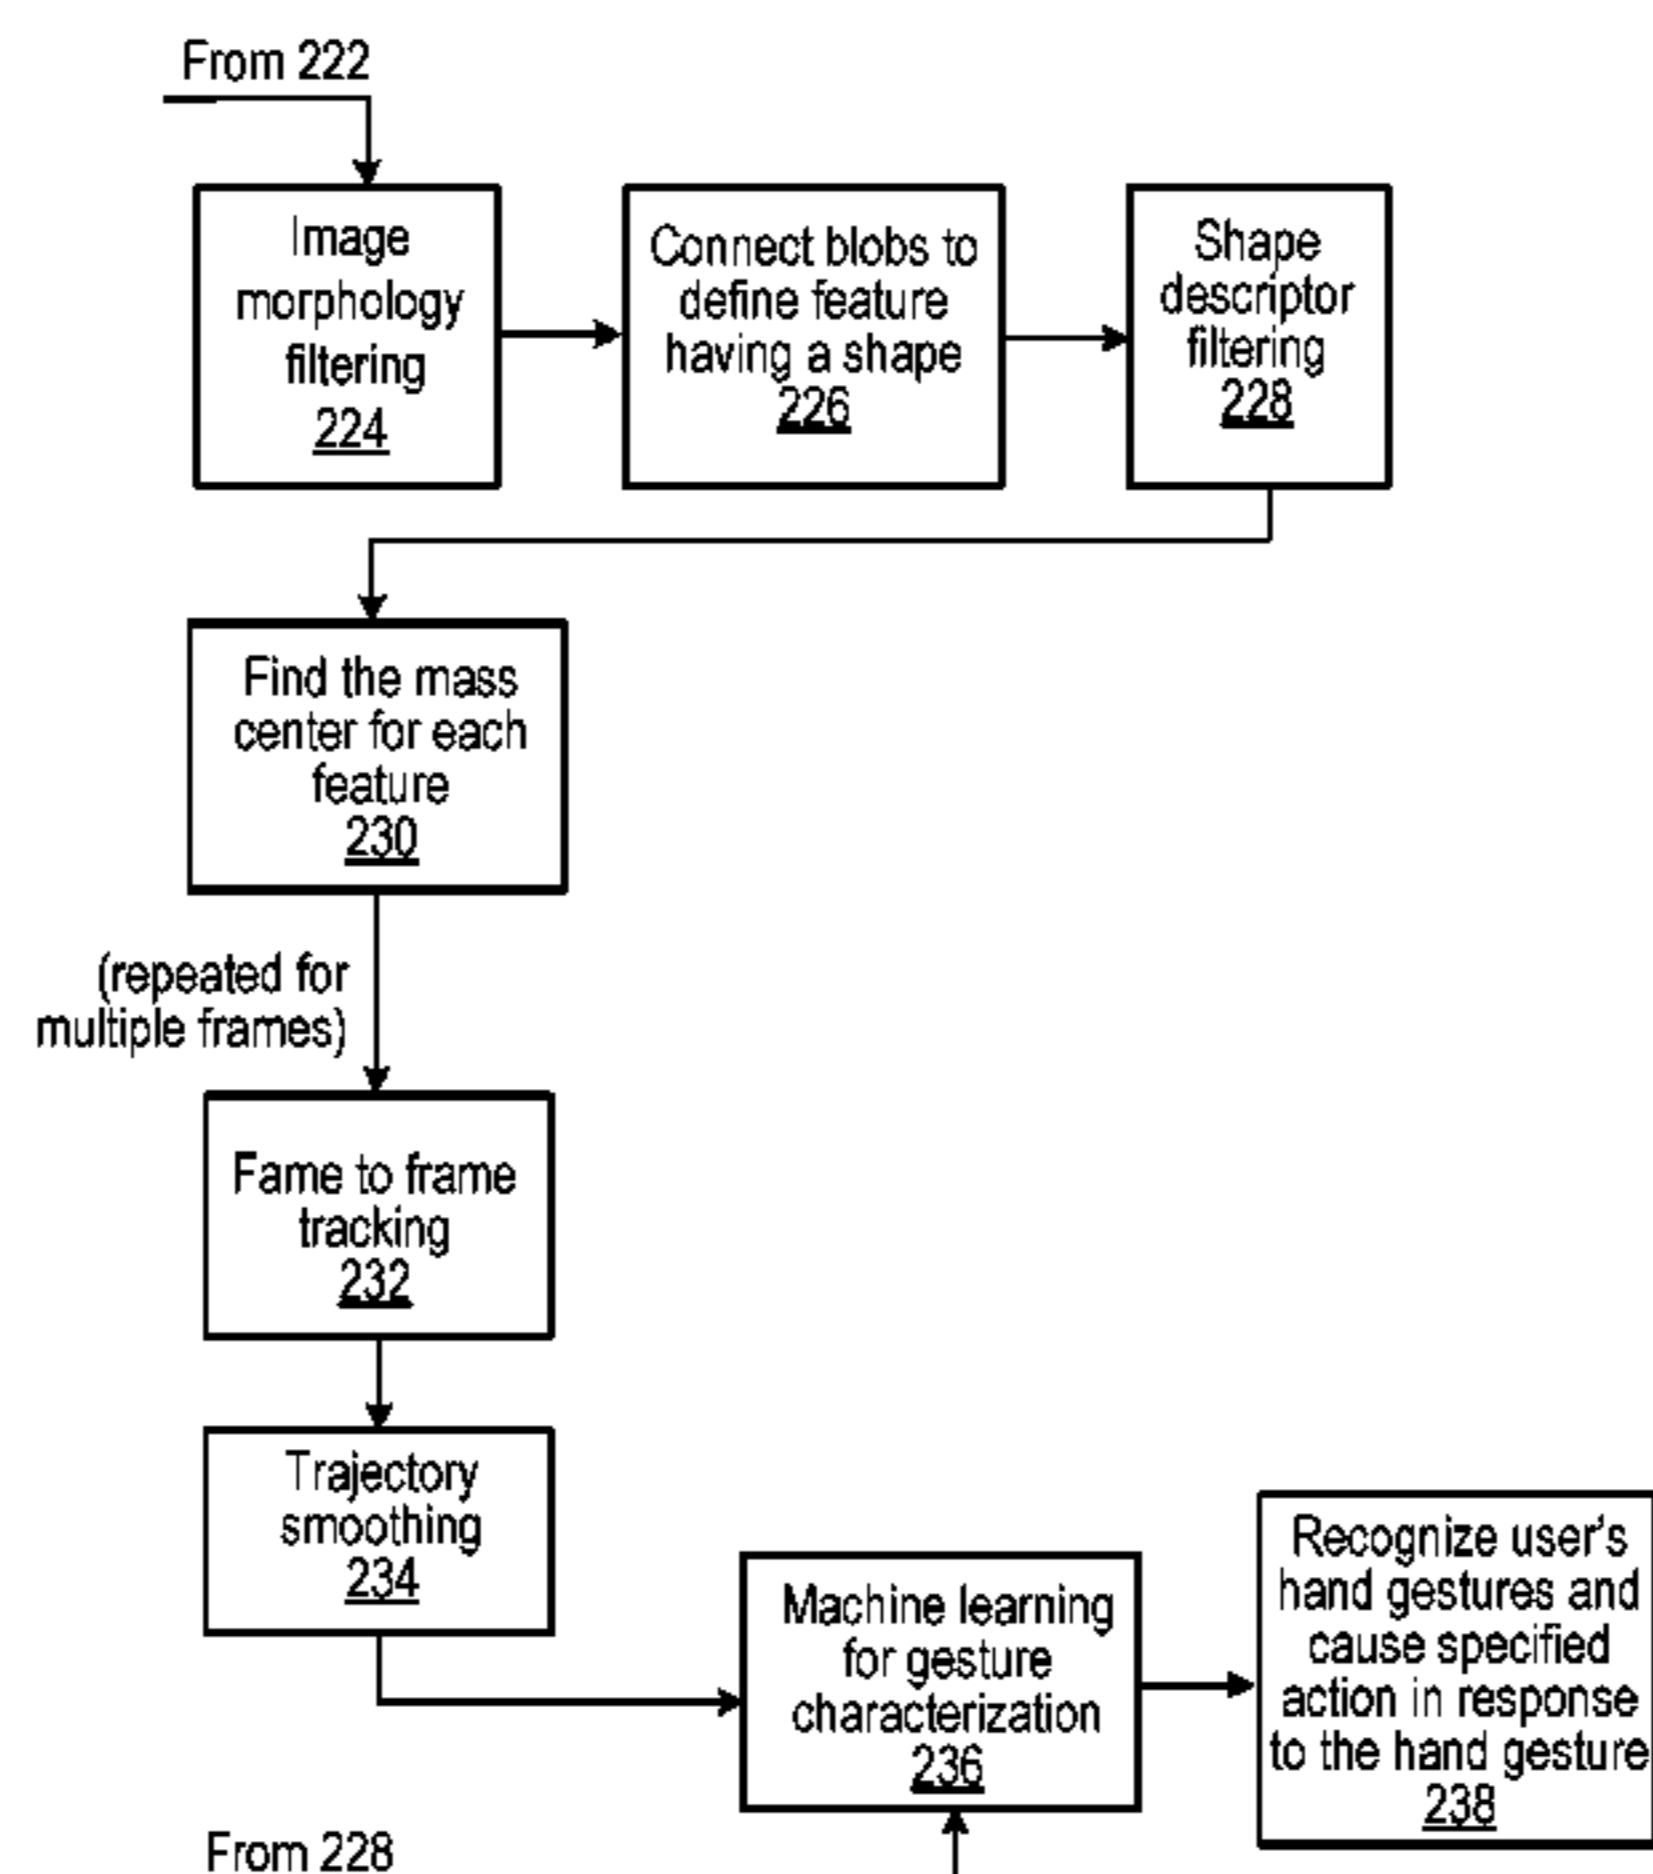 From 222
Image
morphology
filtering
224
Connect blobs to
define feature
having a shape
226
Shape
descriptor
filtering
228
Find the mass
center for each
feature
230
(repeated for
multiple frames)
Fame to frame
tracking
232
Trajectory
smoothing
234
Machine learning
for gesture
characterization
236
Recognize user's
hand gestures and
cause specified
action in response
to the hand gesture
238
From 228